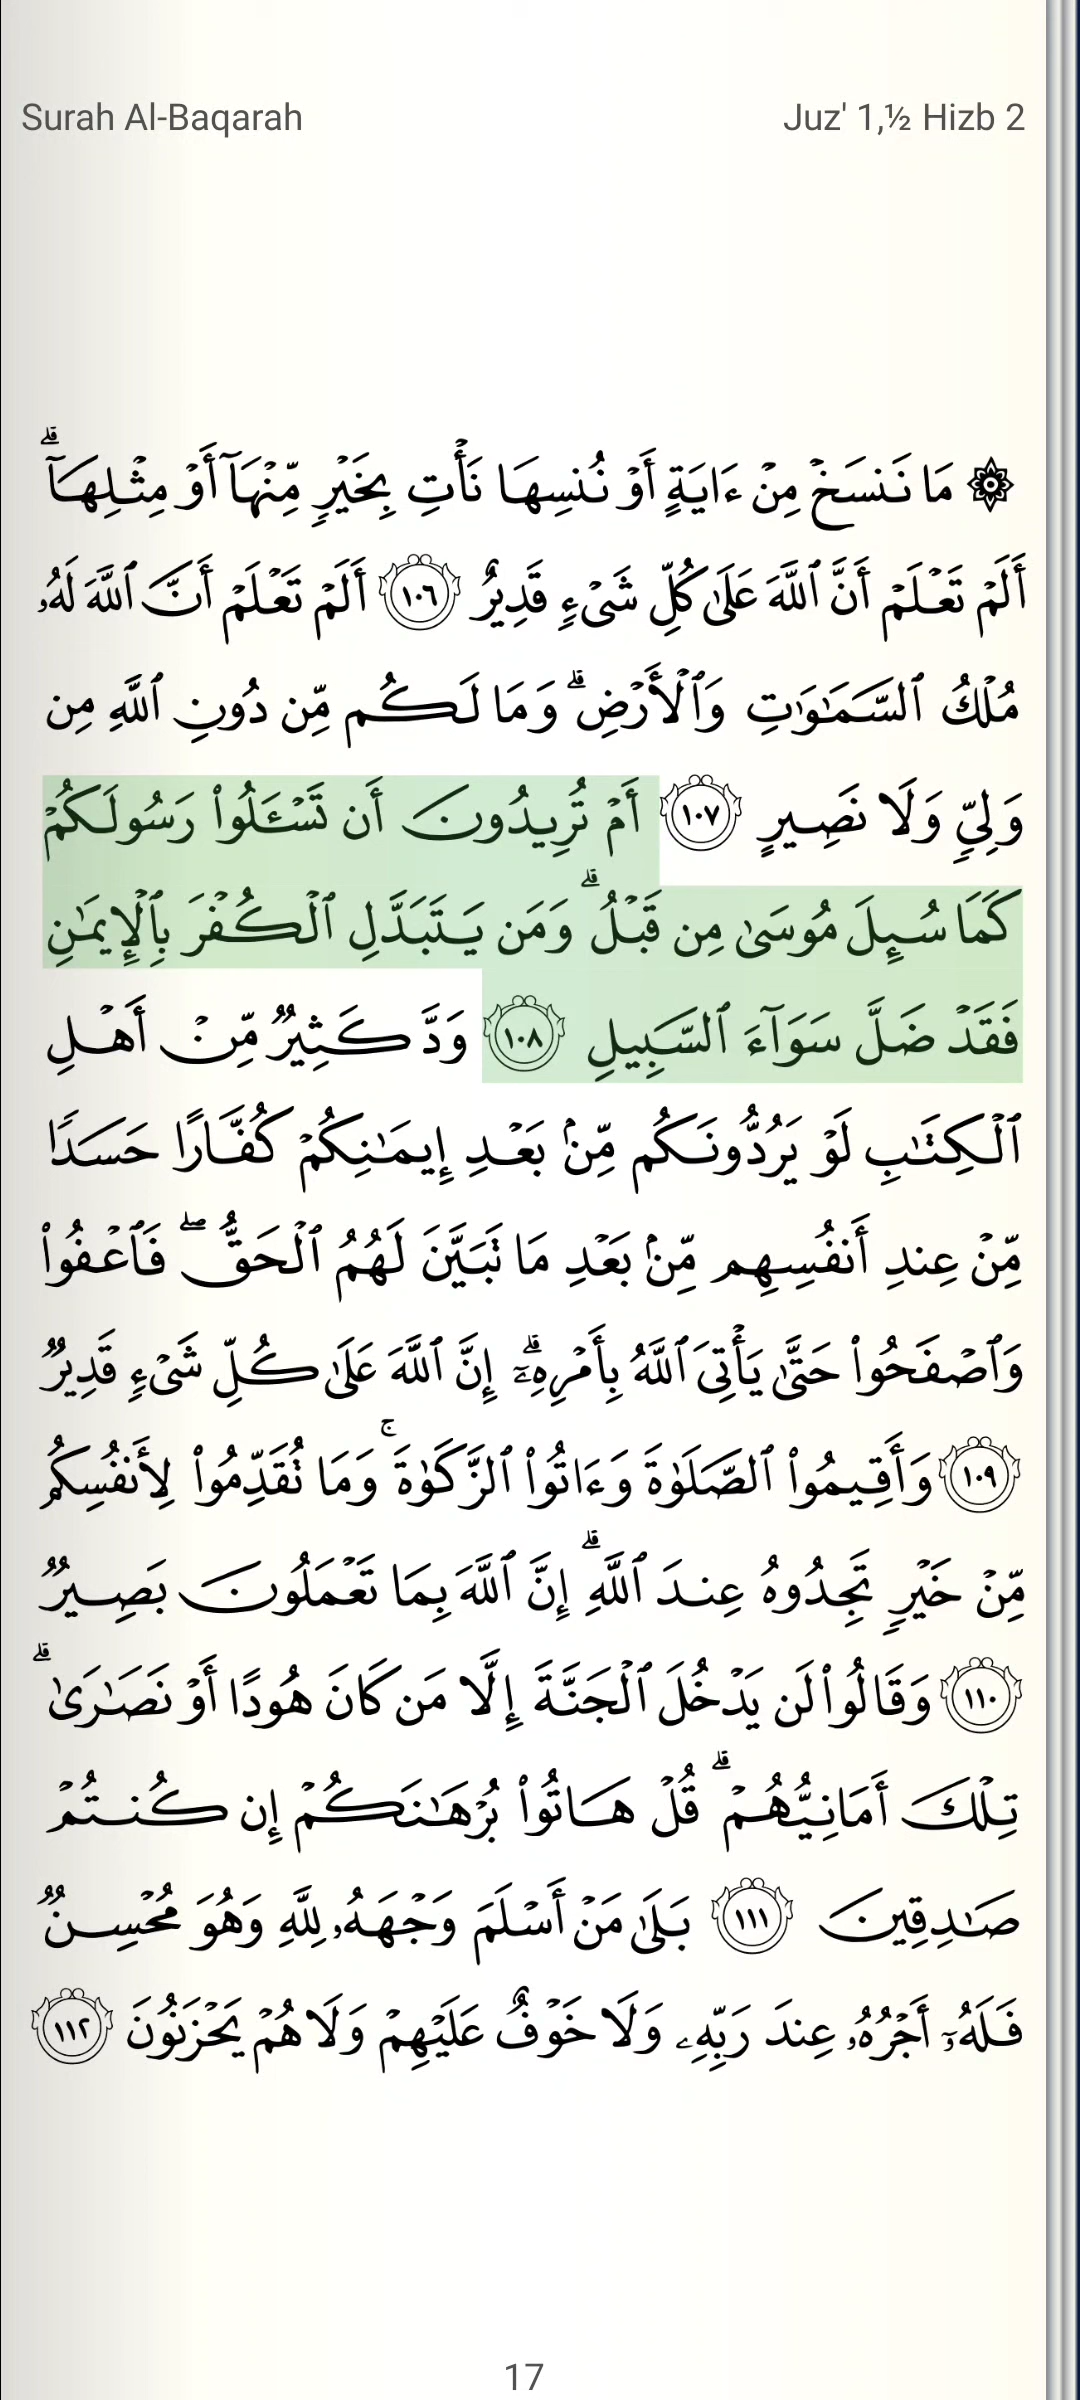 Surah Al-Baqarah
Juz' 1,½ Hizb 2
۞ مَا نَنسَخۡ مِنۡ ءَايَةٍ أَوۡ نُنسِهَا نَأۡتِ بِخَيۡرٖ مِّنۡهَآ أَوۡ مِثۡلِهَآۗ
أَلَمۡ تَعۡلَمۡ أَنَّ ٱللَّهَ عَلَىٰ كُلِّ شَيۡءٖ قَدِيرٌ ١٠٦ أَلَمۡ تَعۡلَمۡ أَنَّ ٱللَّهَ لَهُۥ
مُلۡكُ ٱلسَّمَٰوَٰتِ وَٱلۡأَرۡضِۗ وَمَا لَكُم مِّن دُونِ ٱللَّهِ مِن
وَلِيّٖ وَلَا نَصِيرٍ ١٠٧ أَمۡ تُرِيدُونَ أَن تَسۡـَٔلُواْ رَسُولَكُمۡ
كَمَا سُئِلَ مُوسَىٰ مِن قَبۡلُۗ وَمَن يَتَبَدَّلِ ٱلۡكُفۡرَ بِٱلۡإِيمَٰنِ
فَقَدۡ ضَلَّ سَوَآءَ ٱلسَّبِيلِ ١٠٨ وَدَّ كَثِيرٞ مِّنۡ أَهۡلِ
ٱلۡكِتَٰبِ لَوۡ يَرُدُّونَكُم مِّنۢ بَعۡدِ إِيمَٰنِكُمۡ كُفَّارًا حَسَدٗا
مِّنۡ عِندِ أَنفُسِهِم مِّنۢ بَعۡدِ مَا تَبَيَّنَ لَهُمُ ٱلۡحَقُّۖ فَٱعۡفُواْ
وَٱصۡفَحُواْ حَتَّىٰ يَأۡتِيَ ٱللَّهُ بِأَمۡرِهِۦٓۗ إِنَّ ٱللَّهَ عَلَىٰ كُلِّ شَيۡءٖ قَدِيرٞ
١٠٩ وَأَقِيمُواْ ٱلصَّلَوٰةَ وَءَاتُواْ ٱلزَّكَوٰةَۚ وَمَا تُقَدِّمُواْ لِأَنفُسِكُم
مِّنۡ خَيۡرٖ تَجِدُوهُ عِندَ ٱللَّهِۗ إِنَّ ٱللَّهَ بِمَا تَعۡمَلُونَ بَصِيرٞ
١١٠ وَقَالُواْ لَن يَدۡخُلَ ٱلۡجَنَّةَ إِلَّا مَن كَانَ هُودًا أَوۡ نَصَٰرَىٰۗ
تِلۡكَ أَمَانِيُّهُمۡۗ قُلۡ هَاتُواْ بُرۡهَٰنَكُمۡ إِن كُنتُمۡ
صَٰدِقِينَ ١١١ بَلَىٰ مَنۡ أَسۡلَمَ وَجۡهَهُۥ لِلَّهِ وَهُوَ مُحۡسِنٞ
فَلَهُۥٓ أَجۡرُهُۥ عِندَ رَبِّهِۦ وَلَا خَوۡفٌ عَلَيۡهِمۡ وَلَا هُمۡ يَحۡزَنُونَ ١١٢
17